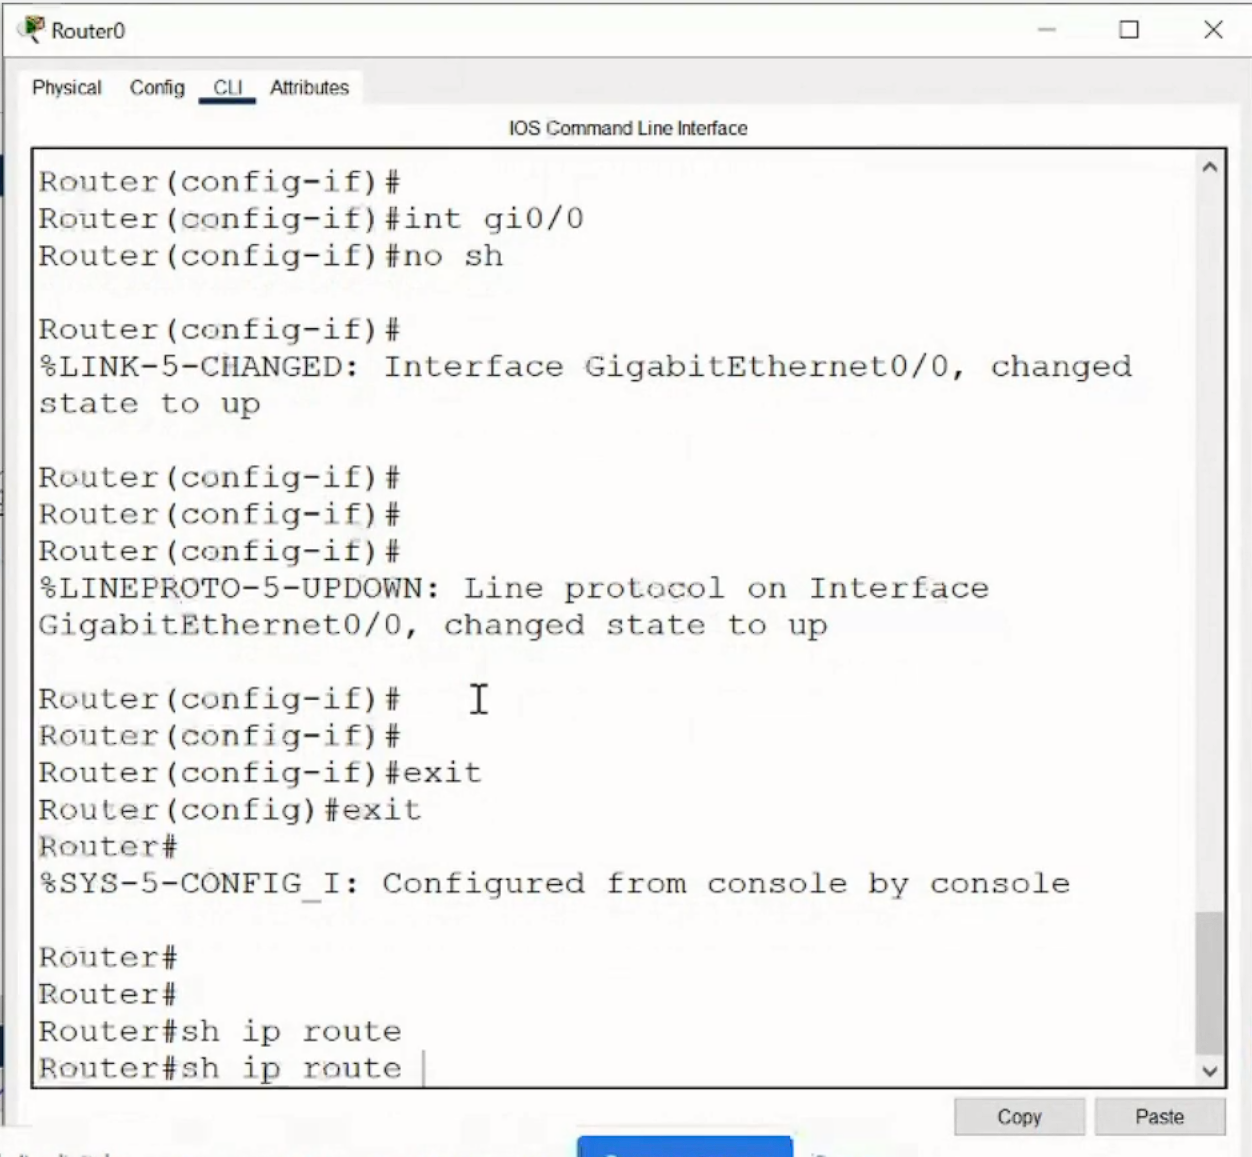 Router0
Physical Config CLI Attributes
IOS Command Line Interface
Router(config-if)#
Router(config-if)#int gi0/0
Router(config-if)#no sh
Router(config-if)#
%LINK-5-CHANGED: Interface GigabitEthernet0/0, changed
state to up
Router(config-if)#
Router(config-if)#
Router(config-if)#
%LINEPROTO-5-UPDOWN: Line protocol on Interface
GigabitEthernet0/0, changed state to up
Router(config-if)#
Router(config-if)#
Router(config-if)#exit
Router(config)#exit
Router#
%SYS-5-CONFIG_I: Configured from console by console
Router#
Router#
Router#sh ip route
Router#sh ip route
Copy Paste